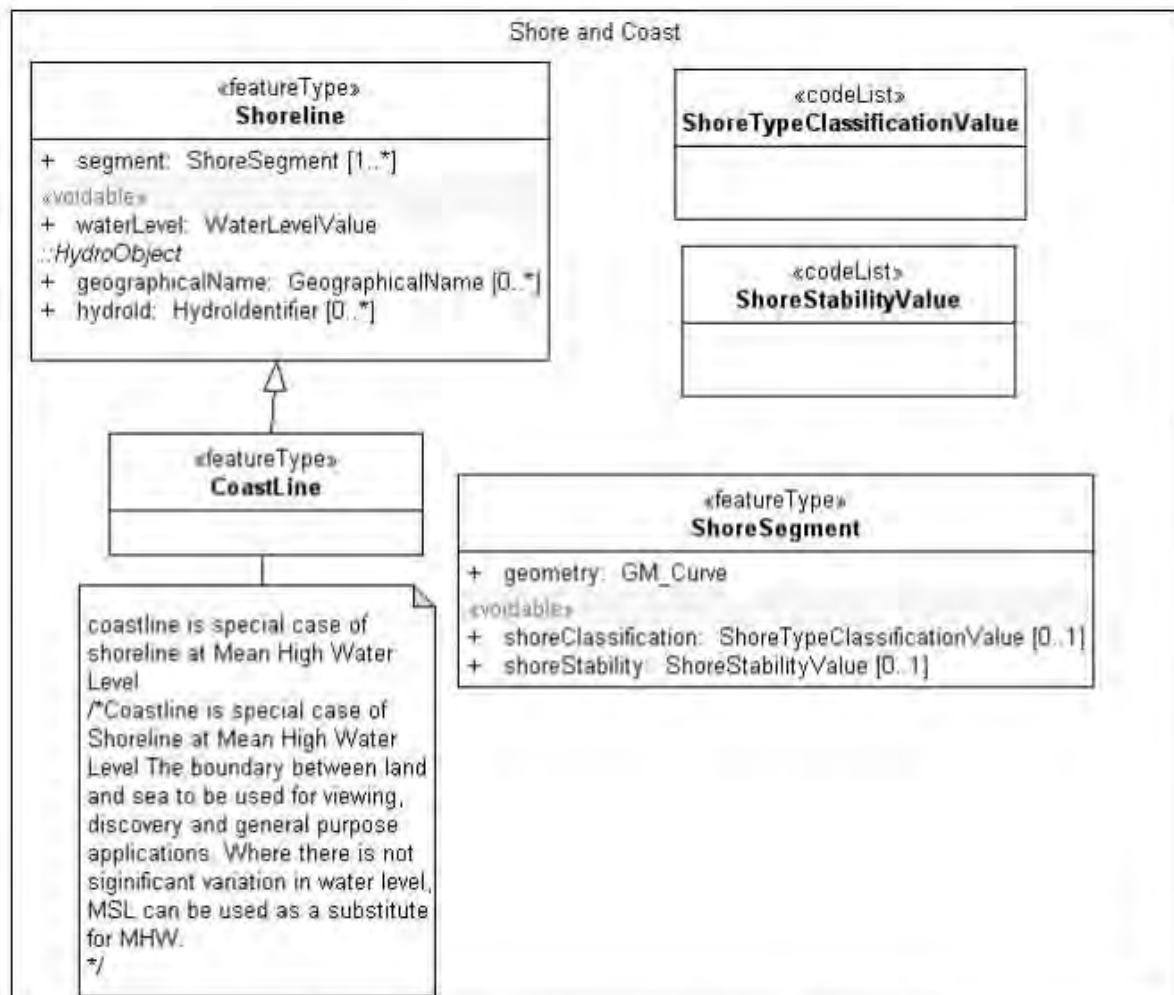 Shore and Coast
«featureType»
Shoreline
+ segment: ShoreSegment [1..*]
«voidable»
+ waterLevel: WaterLevelValue
::HydroObject
+ geographicalName: GeographicalName [0..*]
+ hydroId: HydroIdentifier [0..*]
«codeList»
ShoreTypeClassificationValue
«codeList»
ShoreStabilityValue
«featureType»
CoastLine
«featureType»
ShoreSegment
+ geometry: GM_Curve
«voidable»
+ shoreClassification: ShoreTypeClassificationValue [0..1]
+ shoreStability: ShoreStabilityValue [0..1]
coastline is special case of
shoreline at Mean High Water
Level
/*Coastline is special case of
Shoreline at Mean High Water
Level The boundary between land
and sea to be used for viewing,
discovery and general purpose
applications. Where there is not
siginificant variation in water level,
MSL can be used as a substitute
for MHW.
*/